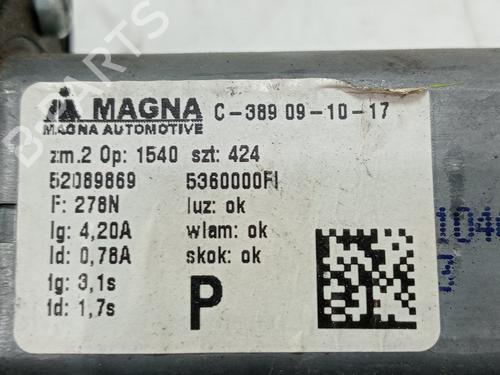 MAGNA C-389 09-10-17
MAGNA AUTOMOTIVE
zm.2 Op: 1540 szt: 424
52089869 5360000FI
F: 278N luz: ok
Ig: 4,20A wlam: ok
Id: 0,78A skok: ok
tg: 3,1s
td: 1,7s
P
B-PARTS